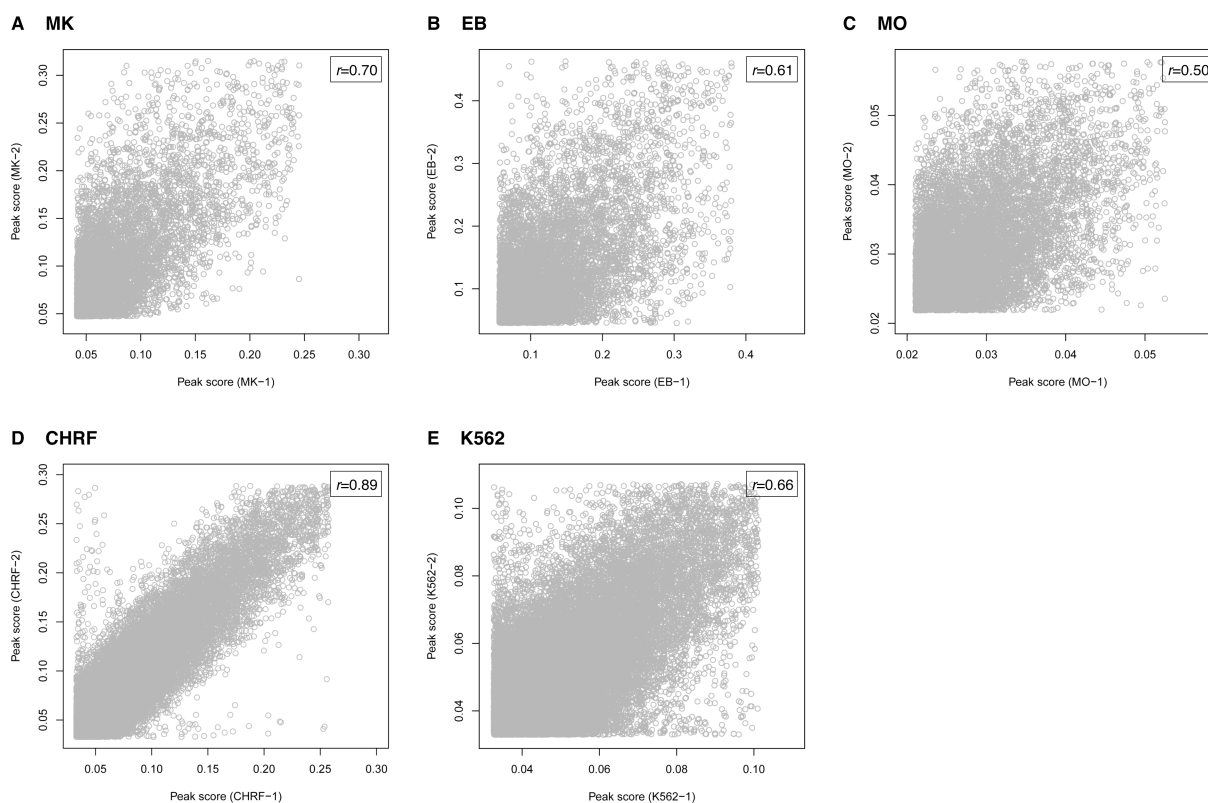 A MK
r=0.70
Peak score (MK−2)
0.05 0.10 0.15 0.20 0.25 0.30
0.05 0.10 0.15 0.20 0.25 0.30
Peak score (MK−1)
B EB
r=0.61
Peak score (EB−2)
0.1 0.2 0.3 0.4
0.1 0.2 0.3 0.4
Peak score (EB−1)
C MO
r=0.50
Peak score (MO−2)
0.02 0.03 0.04 0.05
0.02 0.03 0.04 0.05
Peak score (MO−1)
D CHRF
r=0.89
Peak score (CHRF−2)
0.05 0.10 0.15 0.20 0.25 0.30
0.05 0.10 0.15 0.20 0.25 0.30
Peak score (CHRF−1)
E K562
r=0.66
Peak score (K562−2)
0.04 0.06 0.08 0.10
0.04 0.06 0.08 0.10
Peak score (K562−1)